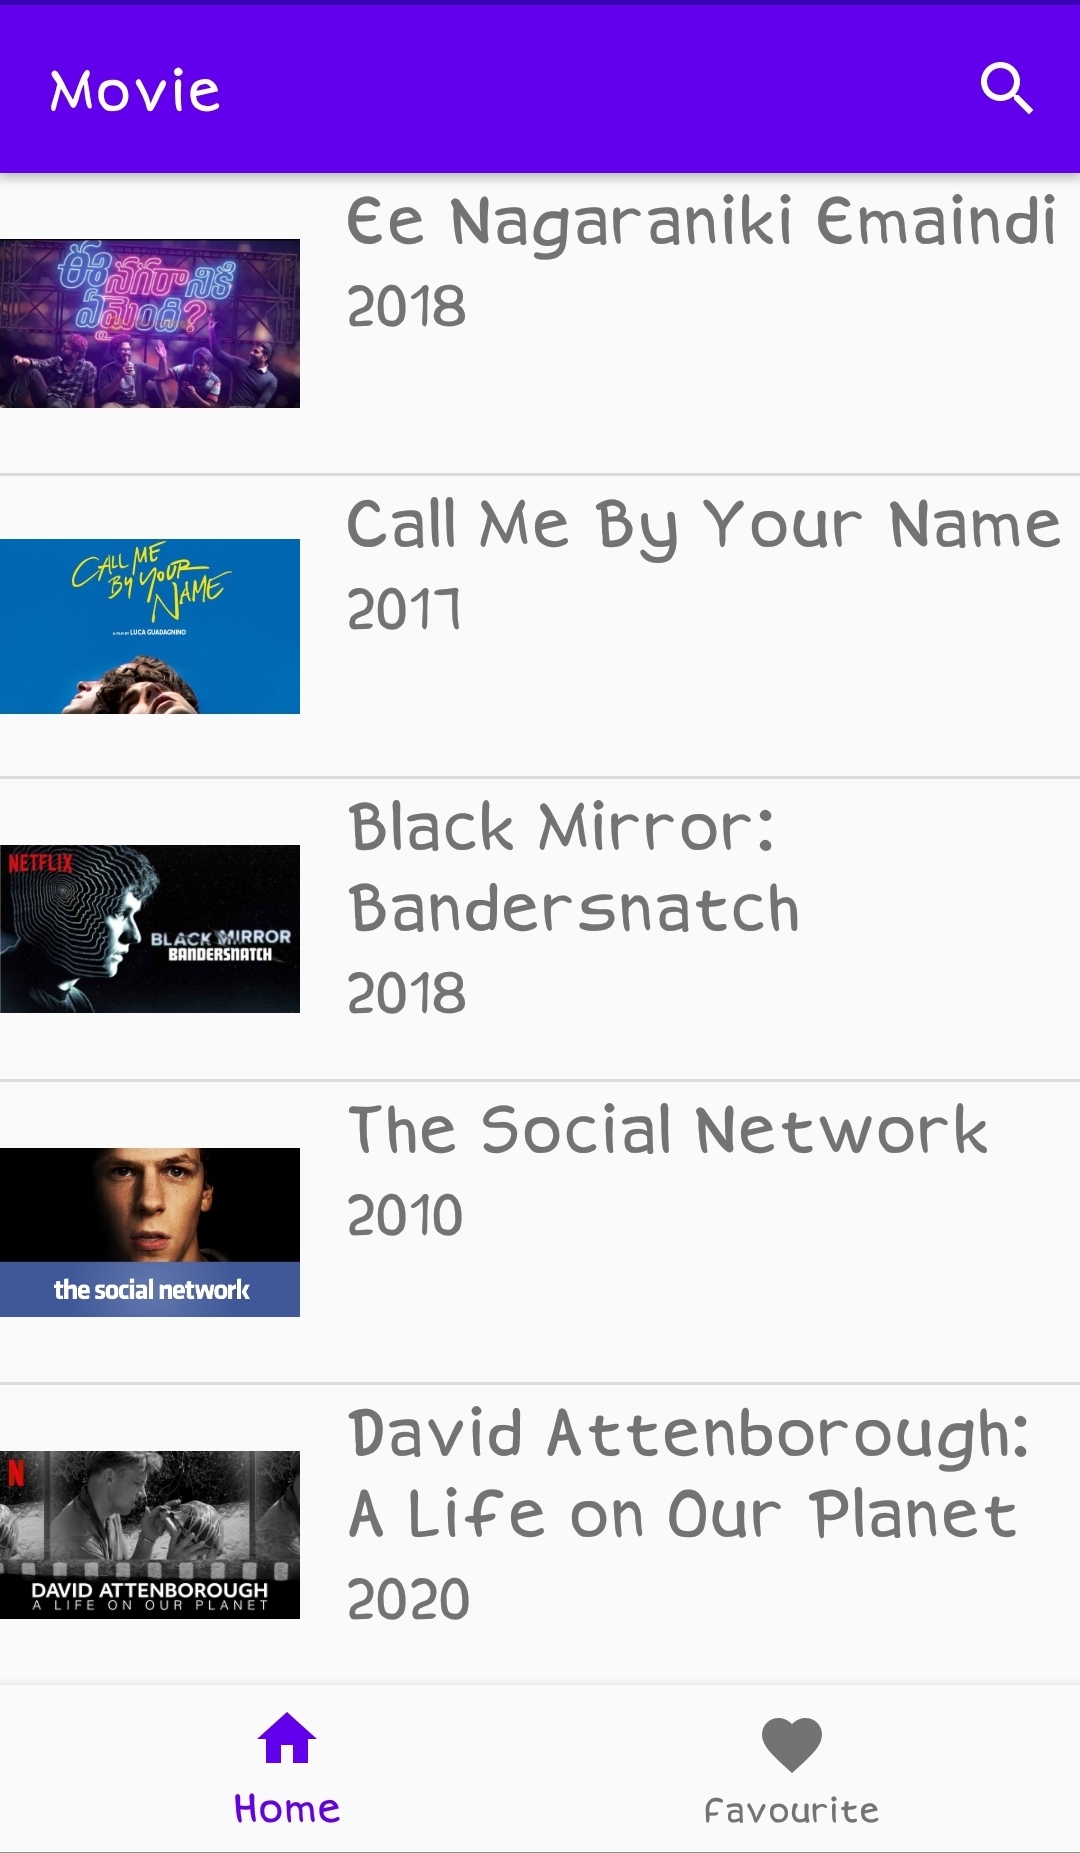 Movie
Ee Nagaraniki Emaindi
2018
ఈ నగరానికి
ఏమైంది?
Call Me By Your Name
2017
CALL ME
BY YOUR
NAME
A FILM BY LUCA GUADAGNINO
Black Mirror:
Bandersnatch
2018
NETFLIX
BLACK MIRROR
BANDERSNATCH
The Social Network
2010
the social network
David Attenborough:
A Life on Our Planet
2020
N
DAVID ATTENBOROUGH
A LIFE ON OUR PLANET
Home
Favourite